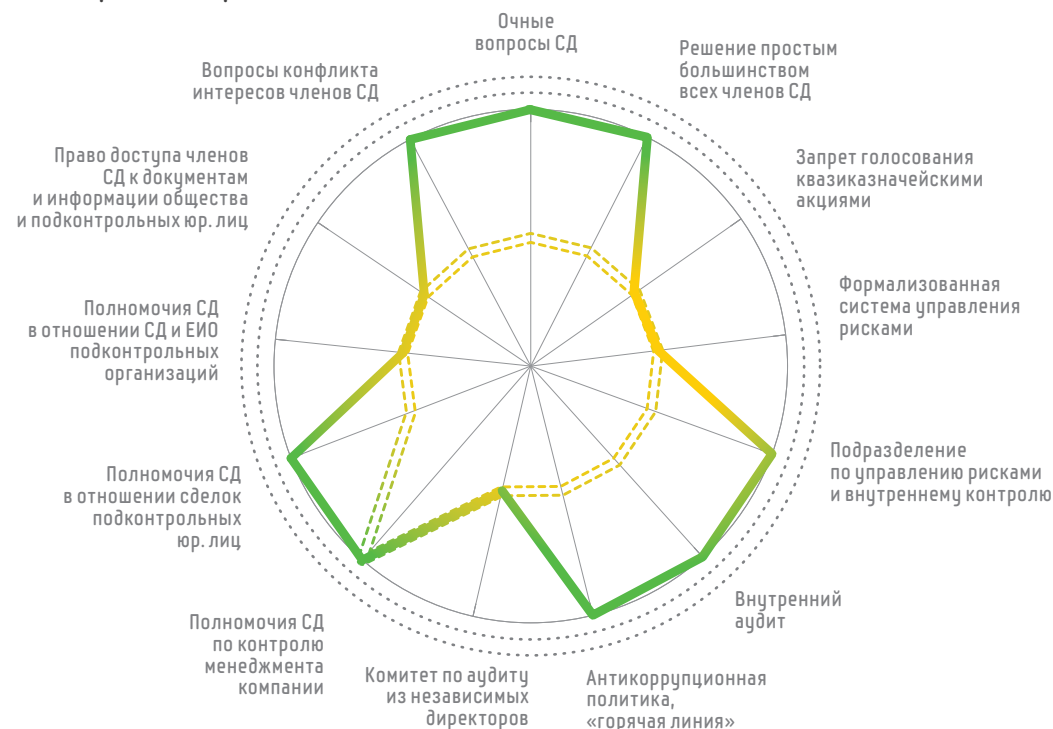 Очные
вопросы СД
Решение простым
большинством
всех членов СД
Запрет голосования
квазиказначейскими
акциями
Формализованная
система управления
рисками
Подразделение
по управлению рисками
и внутреннему контролю
Внутренний
аудит
Антикоррупционная
политика,
«горячая линия»
Комитет по аудиту
из независимых
директоров
Полномочия СД
по контролю
менеджмента
компании
Полномочия СД
в отношении сделок
подконтрольных
юр. лиц
Полномочия СД
в отношении СД и ЕИО
подконтрольных
организаций
Право доступа членов
СД к документам
и информации общества
и подконтрольных юр. лиц
Вопросы конфликта
интересов членов СД